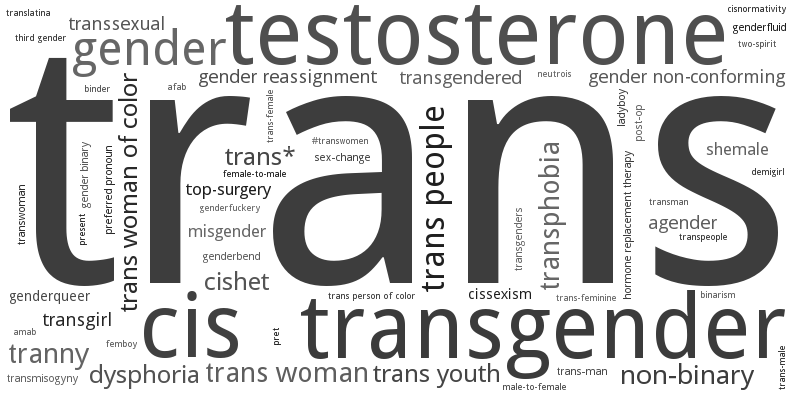 translatina
transsexual
third gender
gender
testosterone
cisnormativity
genderfluid
two-spirit
gender reassignment
transgendered
neutrois
gender non-conforming
binder
afab
trans
trans woman of color
trans-female
#transwomen
trans*
sex-change
female-to-male
top-surgery
genderfuckery
misgender
genderbend
cishet
trans people
ladyboy
post-op
shemale
demigirl
transwoman
present
gender binary
preferred pronoun
transgenders
transphobia
hormone replacement therapy
transman
agender
transpeople
genderqueer
trans person of color
cissexism
trans-feminine
binarism
transgirl
cis
pret
transgender
amab
femboy
tranny
trans-male
transmisogyny
dysphoria
trans woman
trans youth
trans-man
male-to-female
non-binary